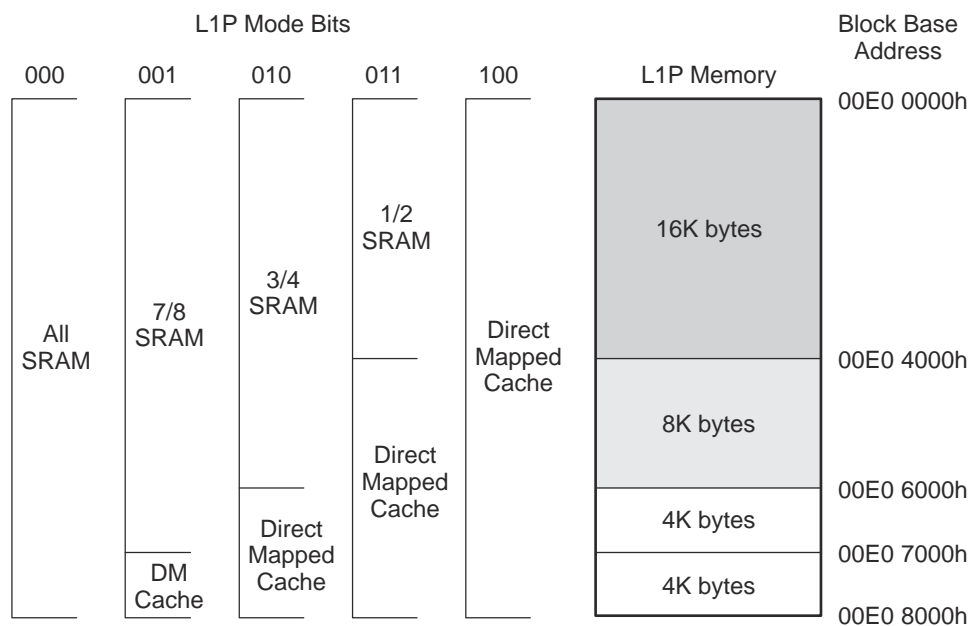 L1P Mode Bits
Block Base
Address
000 001 010 011 100 L1P Memory
00E0 0000h
1/2
SRAM
16K bytes
3/4
SRAM
7/8
SRAM
All
SRAM
Direct
Mapped
Cache
00E0 4000h
8K bytes
Direct
Mapped
Cache
00E0 6000h
4K bytes
Direct
Mapped
Cache
00E0 7000h
DM
Cache
4K bytes
00E0 8000h